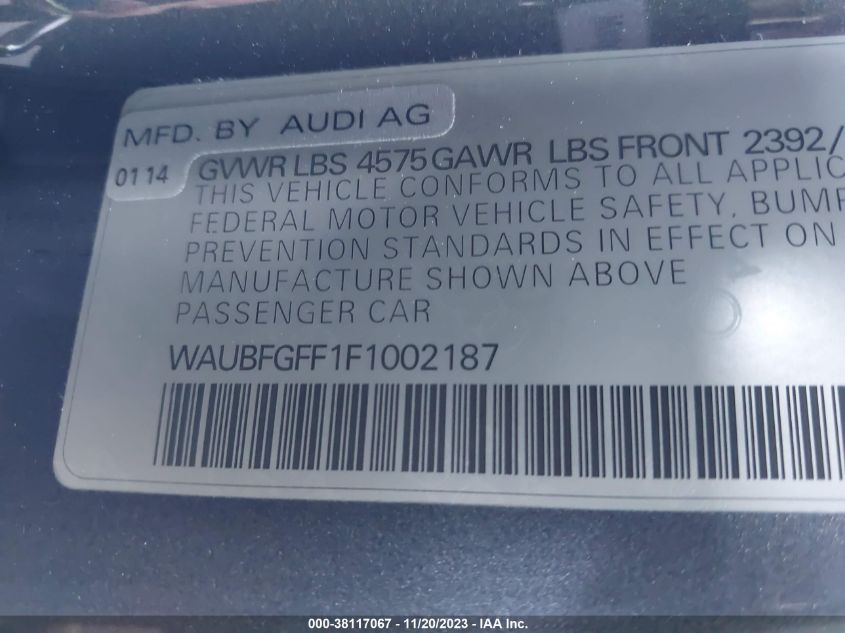 MFD. BY AUDI AG
0114 GVWR LBS 4575 GAWR LBS FRONT 2392/
THIS VEHICLE CONFORMS TO ALL APPLIC
FEDERAL MOTOR VEHICLE SAFETY, BUMP
PREVENTION STANDARDS IN EFFECT ON
MANUFACTURE SHOWN ABOVE
PASSENGER CAR
WAUBFGFF1F1002187
000-38117067 - 11/20/2023 - IAAI Inc.